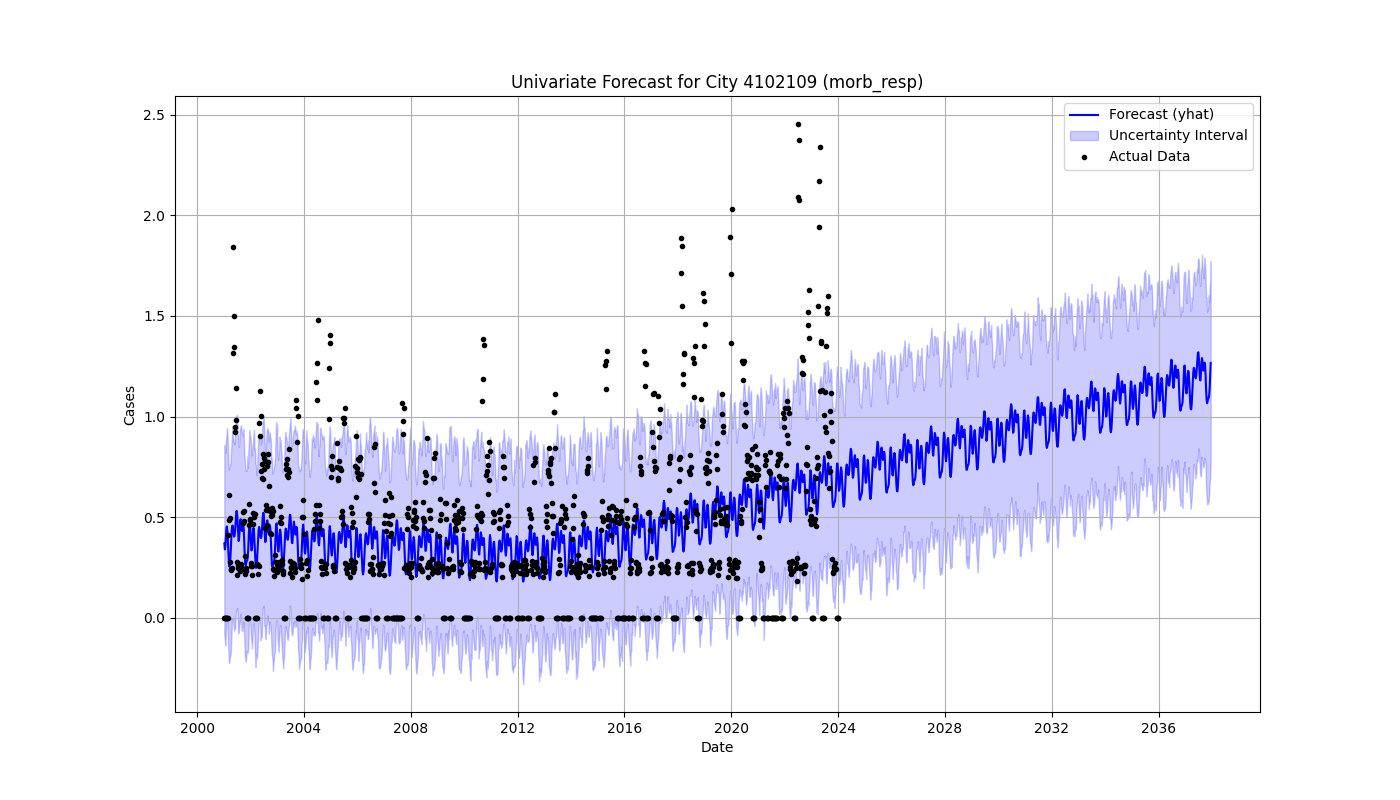 Univariate Forecast for City 4102109 (morb_resp)
Forecast (yhat)
Uncertainty Interval
Actual Data
Cases
2.5
2.0
1.5
1.0
0.5
0.0
2000 2004 2008 2012 2016 2020 2024 2028 2032 2036
Date